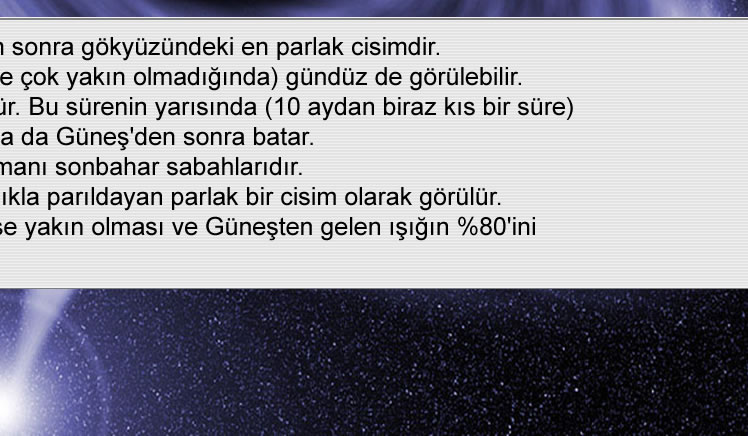 sonra gökyüzündeki en parlak cisimdir.
e çok yakın olmadığında) gündüz de görülebilir.
ür. Bu sürenin yarısında (10 aydan biraz kıs bir süre)
a da Güneş'den sonra batar.
manı sonbahar sabahlarıdır.
ıkla parıldayan parlak bir cisim olarak görülür.
se yakın olması ve Güneşten gelen ışığın %80'ini